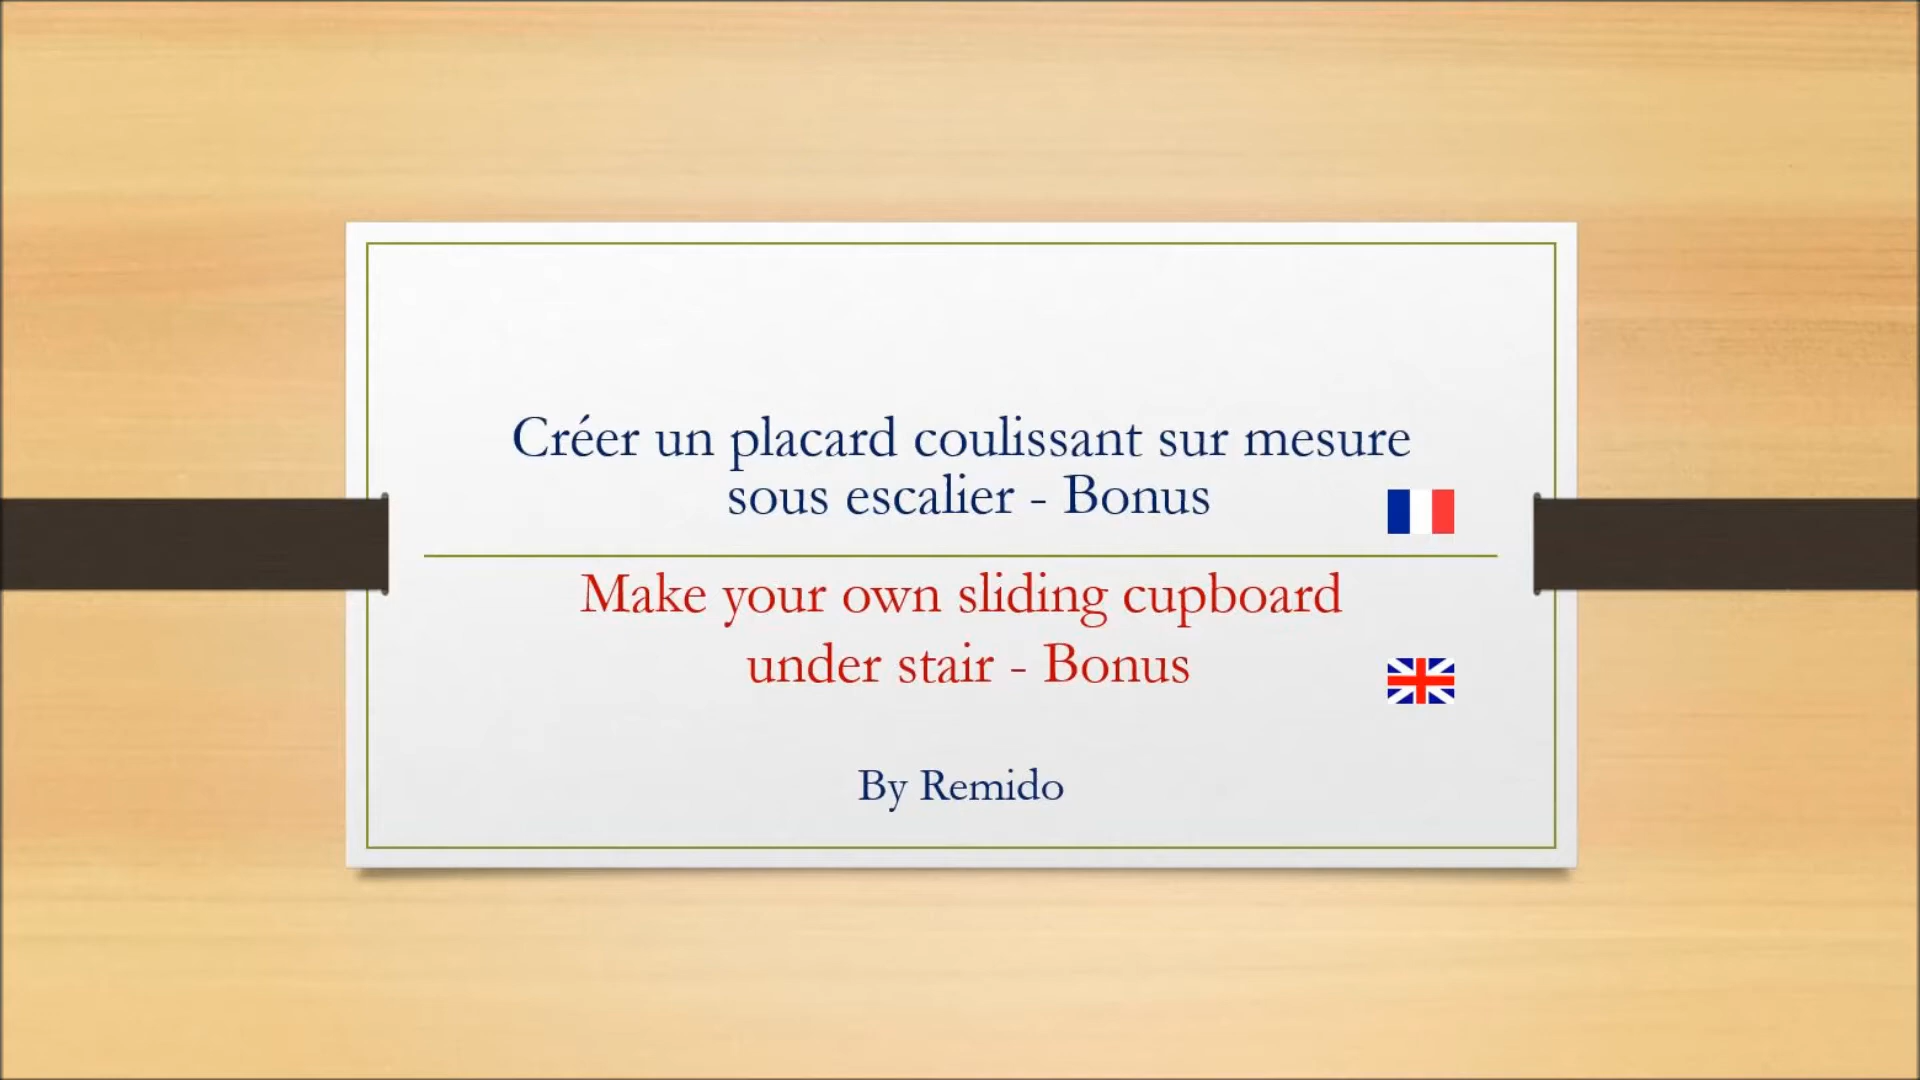 Créer un placard coulissant sur mesure
sous escalier - Bonus
Make your own sliding cupboard
under stair - Bonus
By Remido